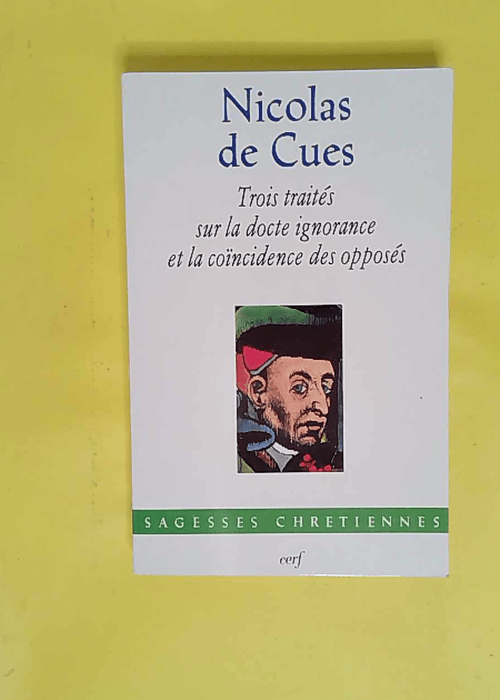 Nicolas
de Cues
Trois traités
sur la docte ignorance
et la coïncidence des opposés
SAGESSES CHRETIENNES
cerf